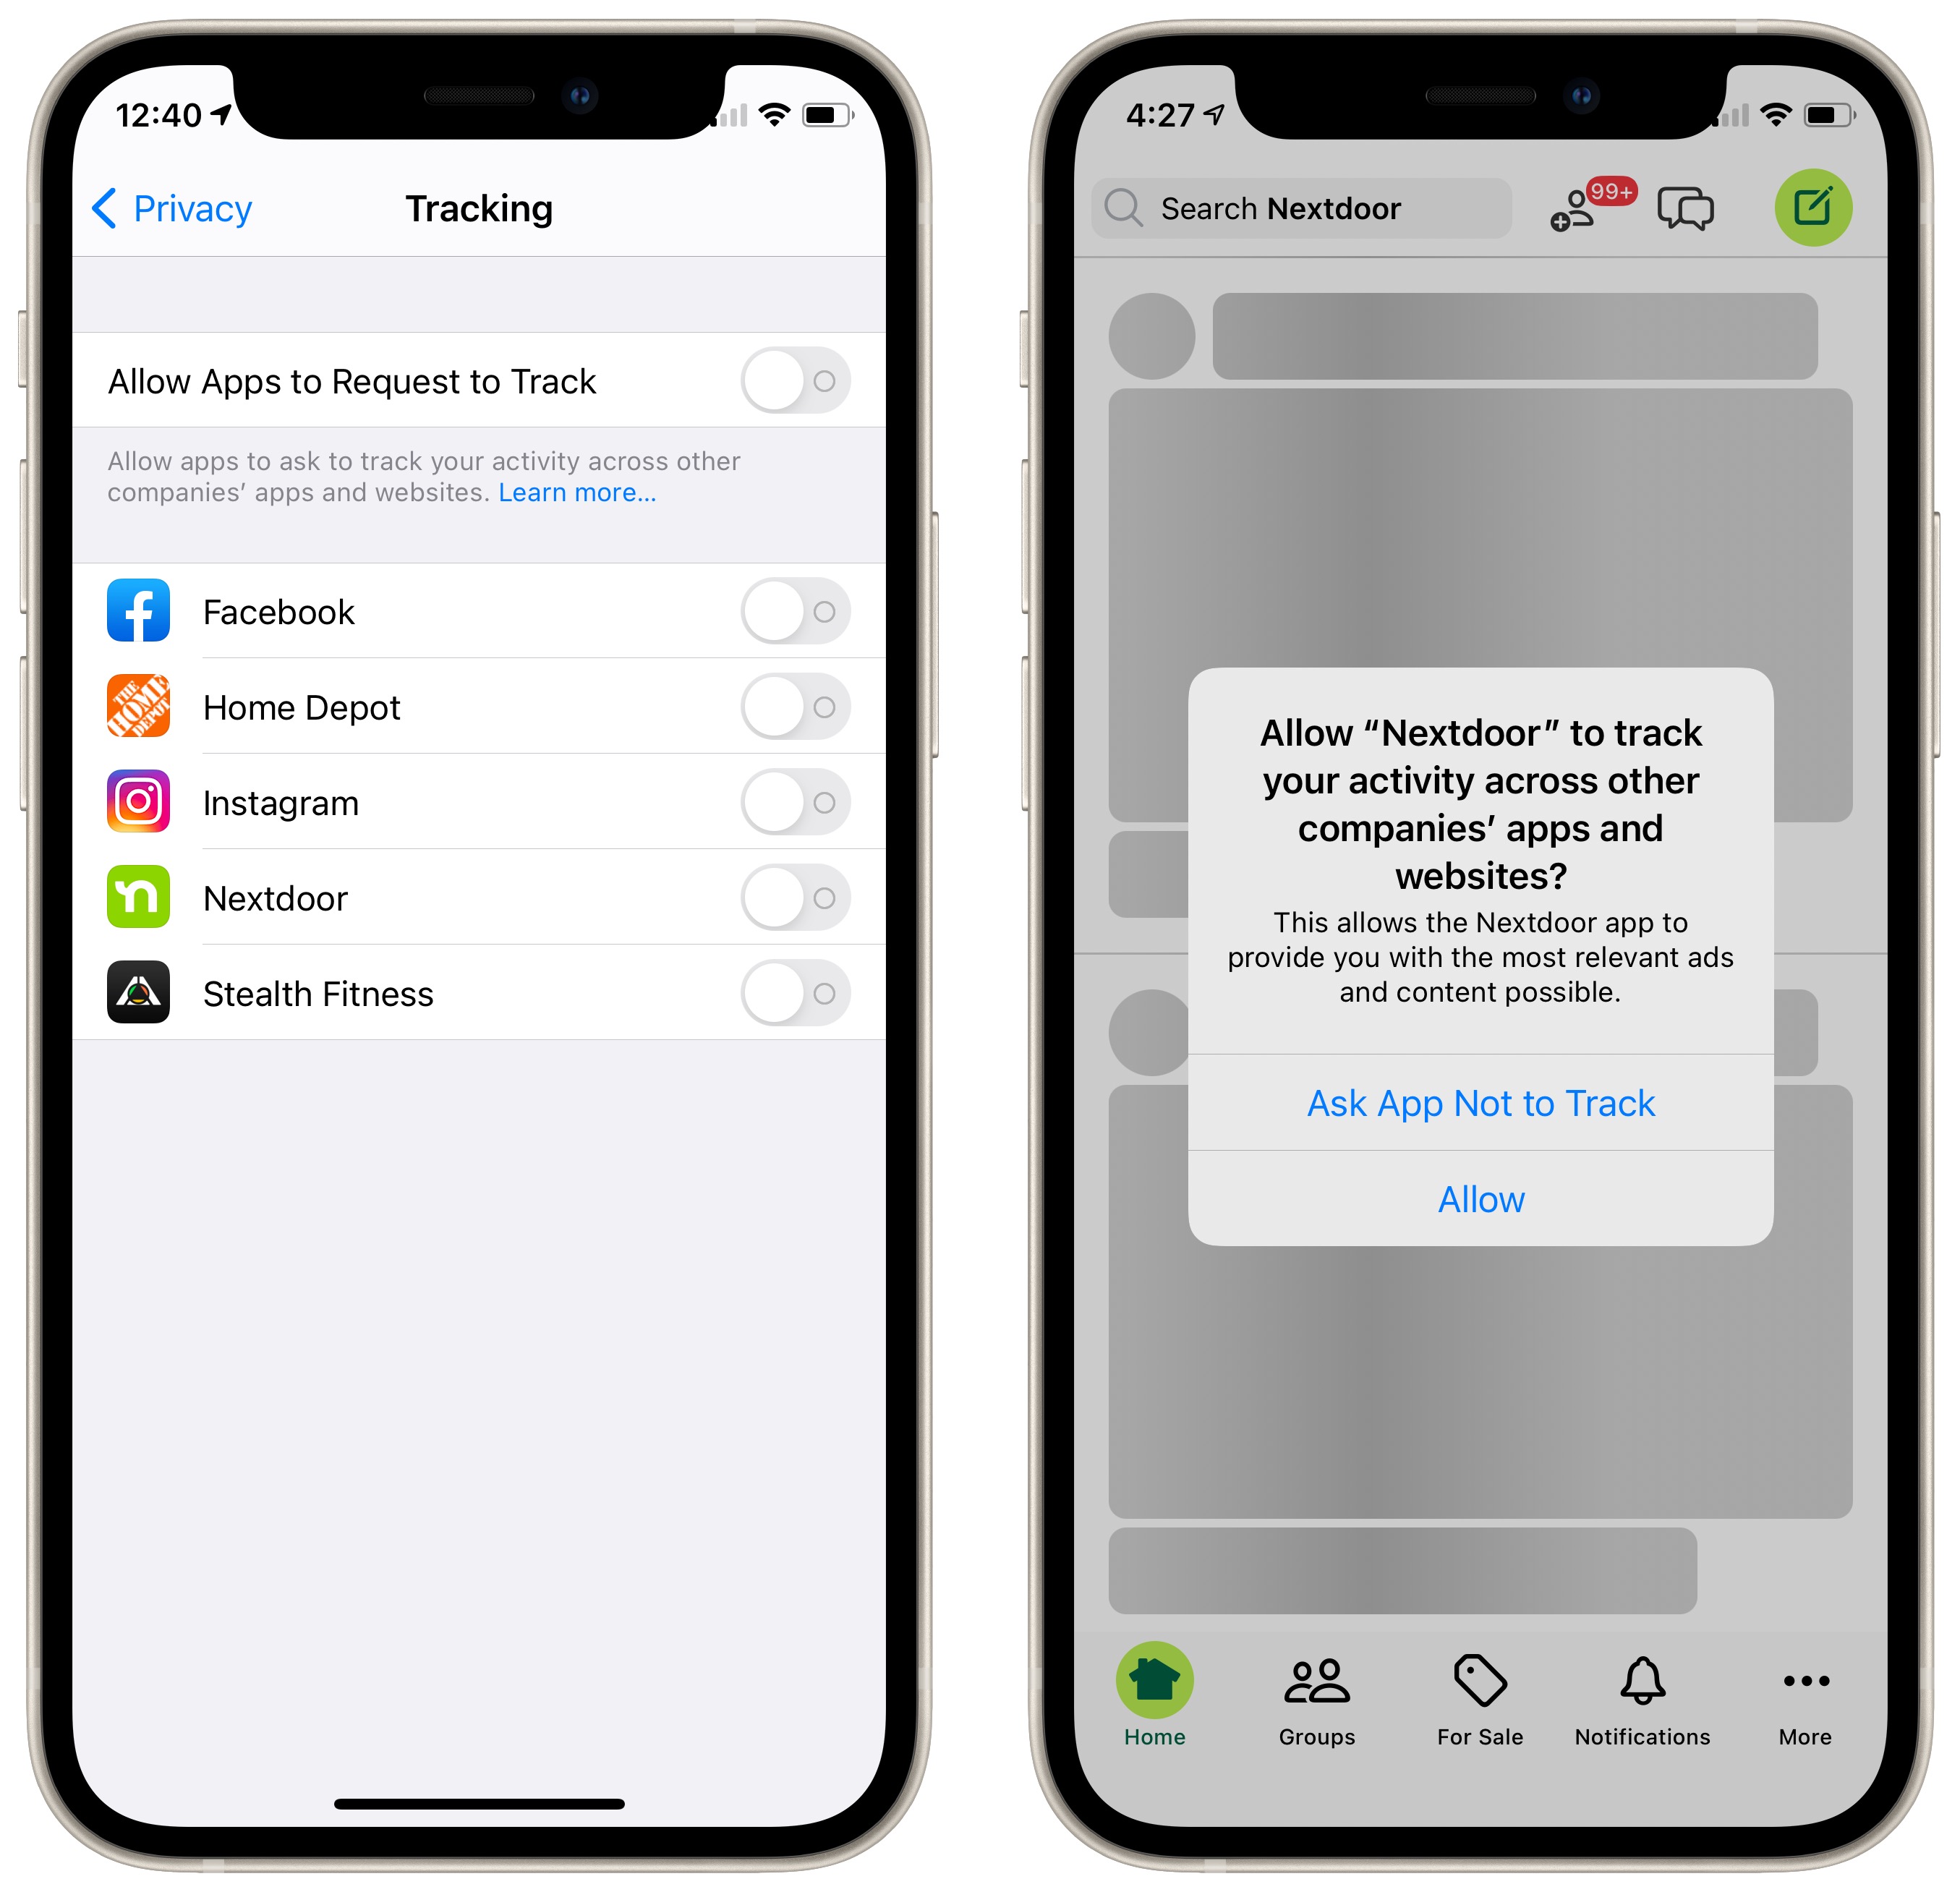 12:40
Privacy
Tracking
Allow Apps to Request to Track
Allow apps to ask to track your activity across other
companies’ apps and websites. Learn more...
Facebook
THE
HOME
DEPOT
Home Depot
Instagram
Nextdoor
Stealth Fitness
4:27
Search Nextdoor
99+
Allow “Nextdoor” to track
your activity across other
companies’ apps and
websites?
This allows the Nextdoor app to
provide you with the most relevant ads
and content possible.
Ask App Not to Track
Allow
Home
Groups
For Sale
Notifications
More